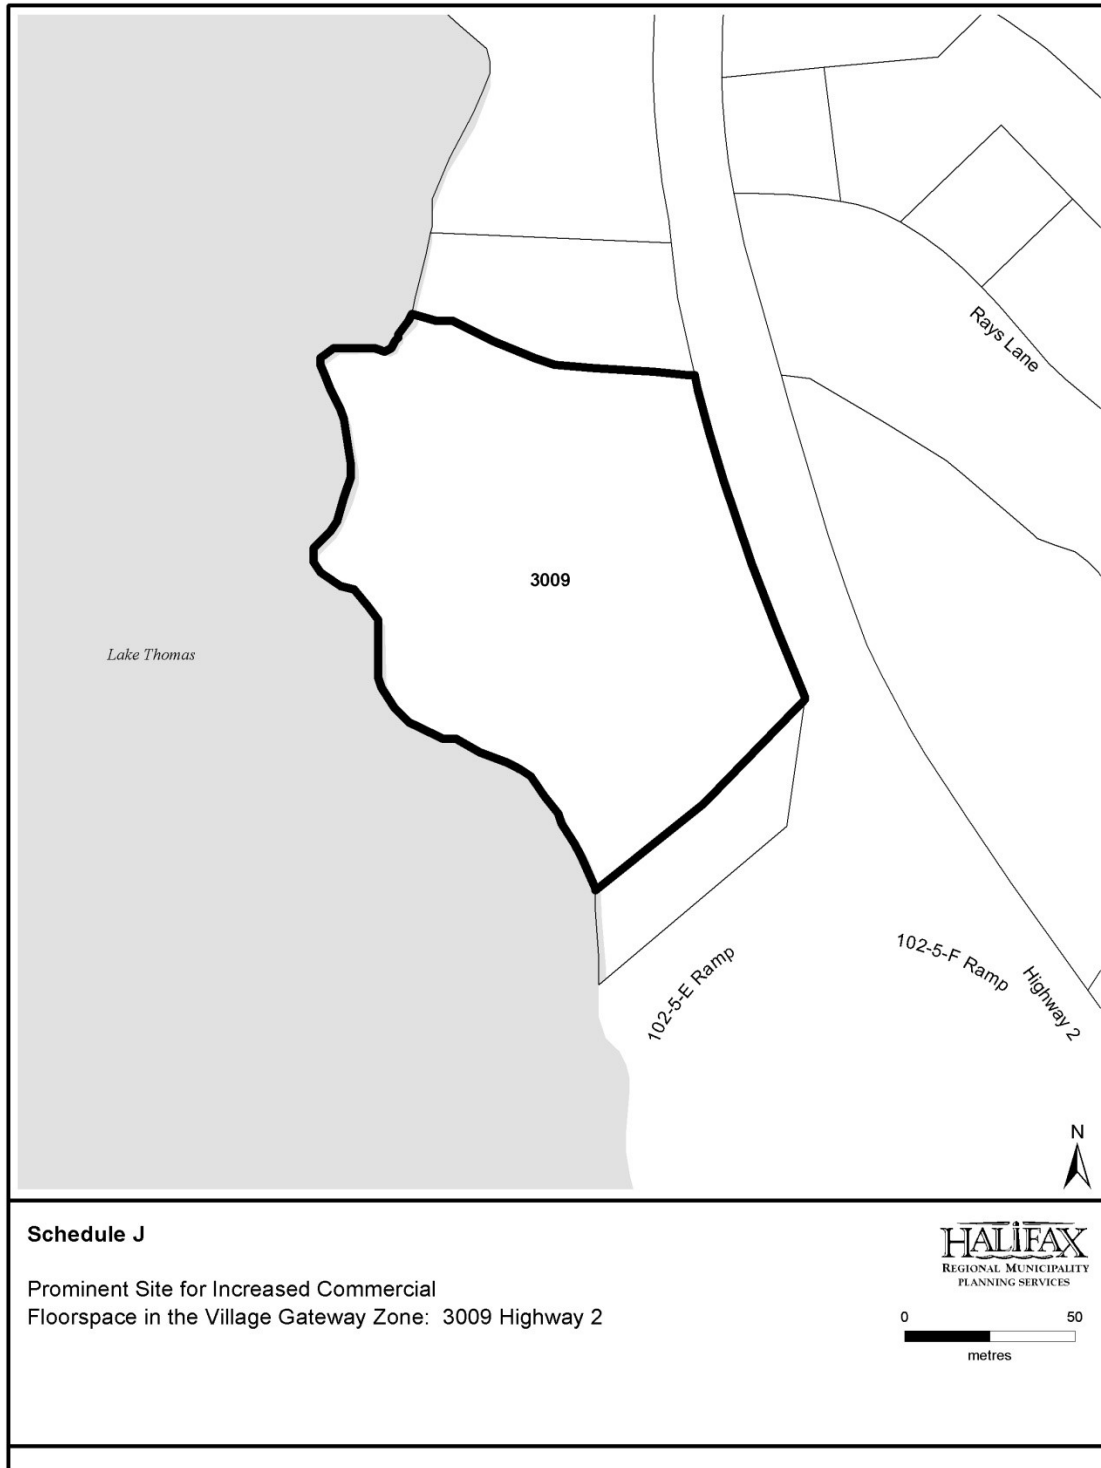 Rays Lane
3009
Lake Thomas
102-5-E Ramp
102-5-F Ramp
Highway 2
N
Schedule J
Prominent Site for Increased Commercial
Floorspace in the Village Gateway Zone: 3009 Highway 2
HALIFAX
REGIONAL MUNICIPALITY
PLANNING SERVICES
0 50
metres